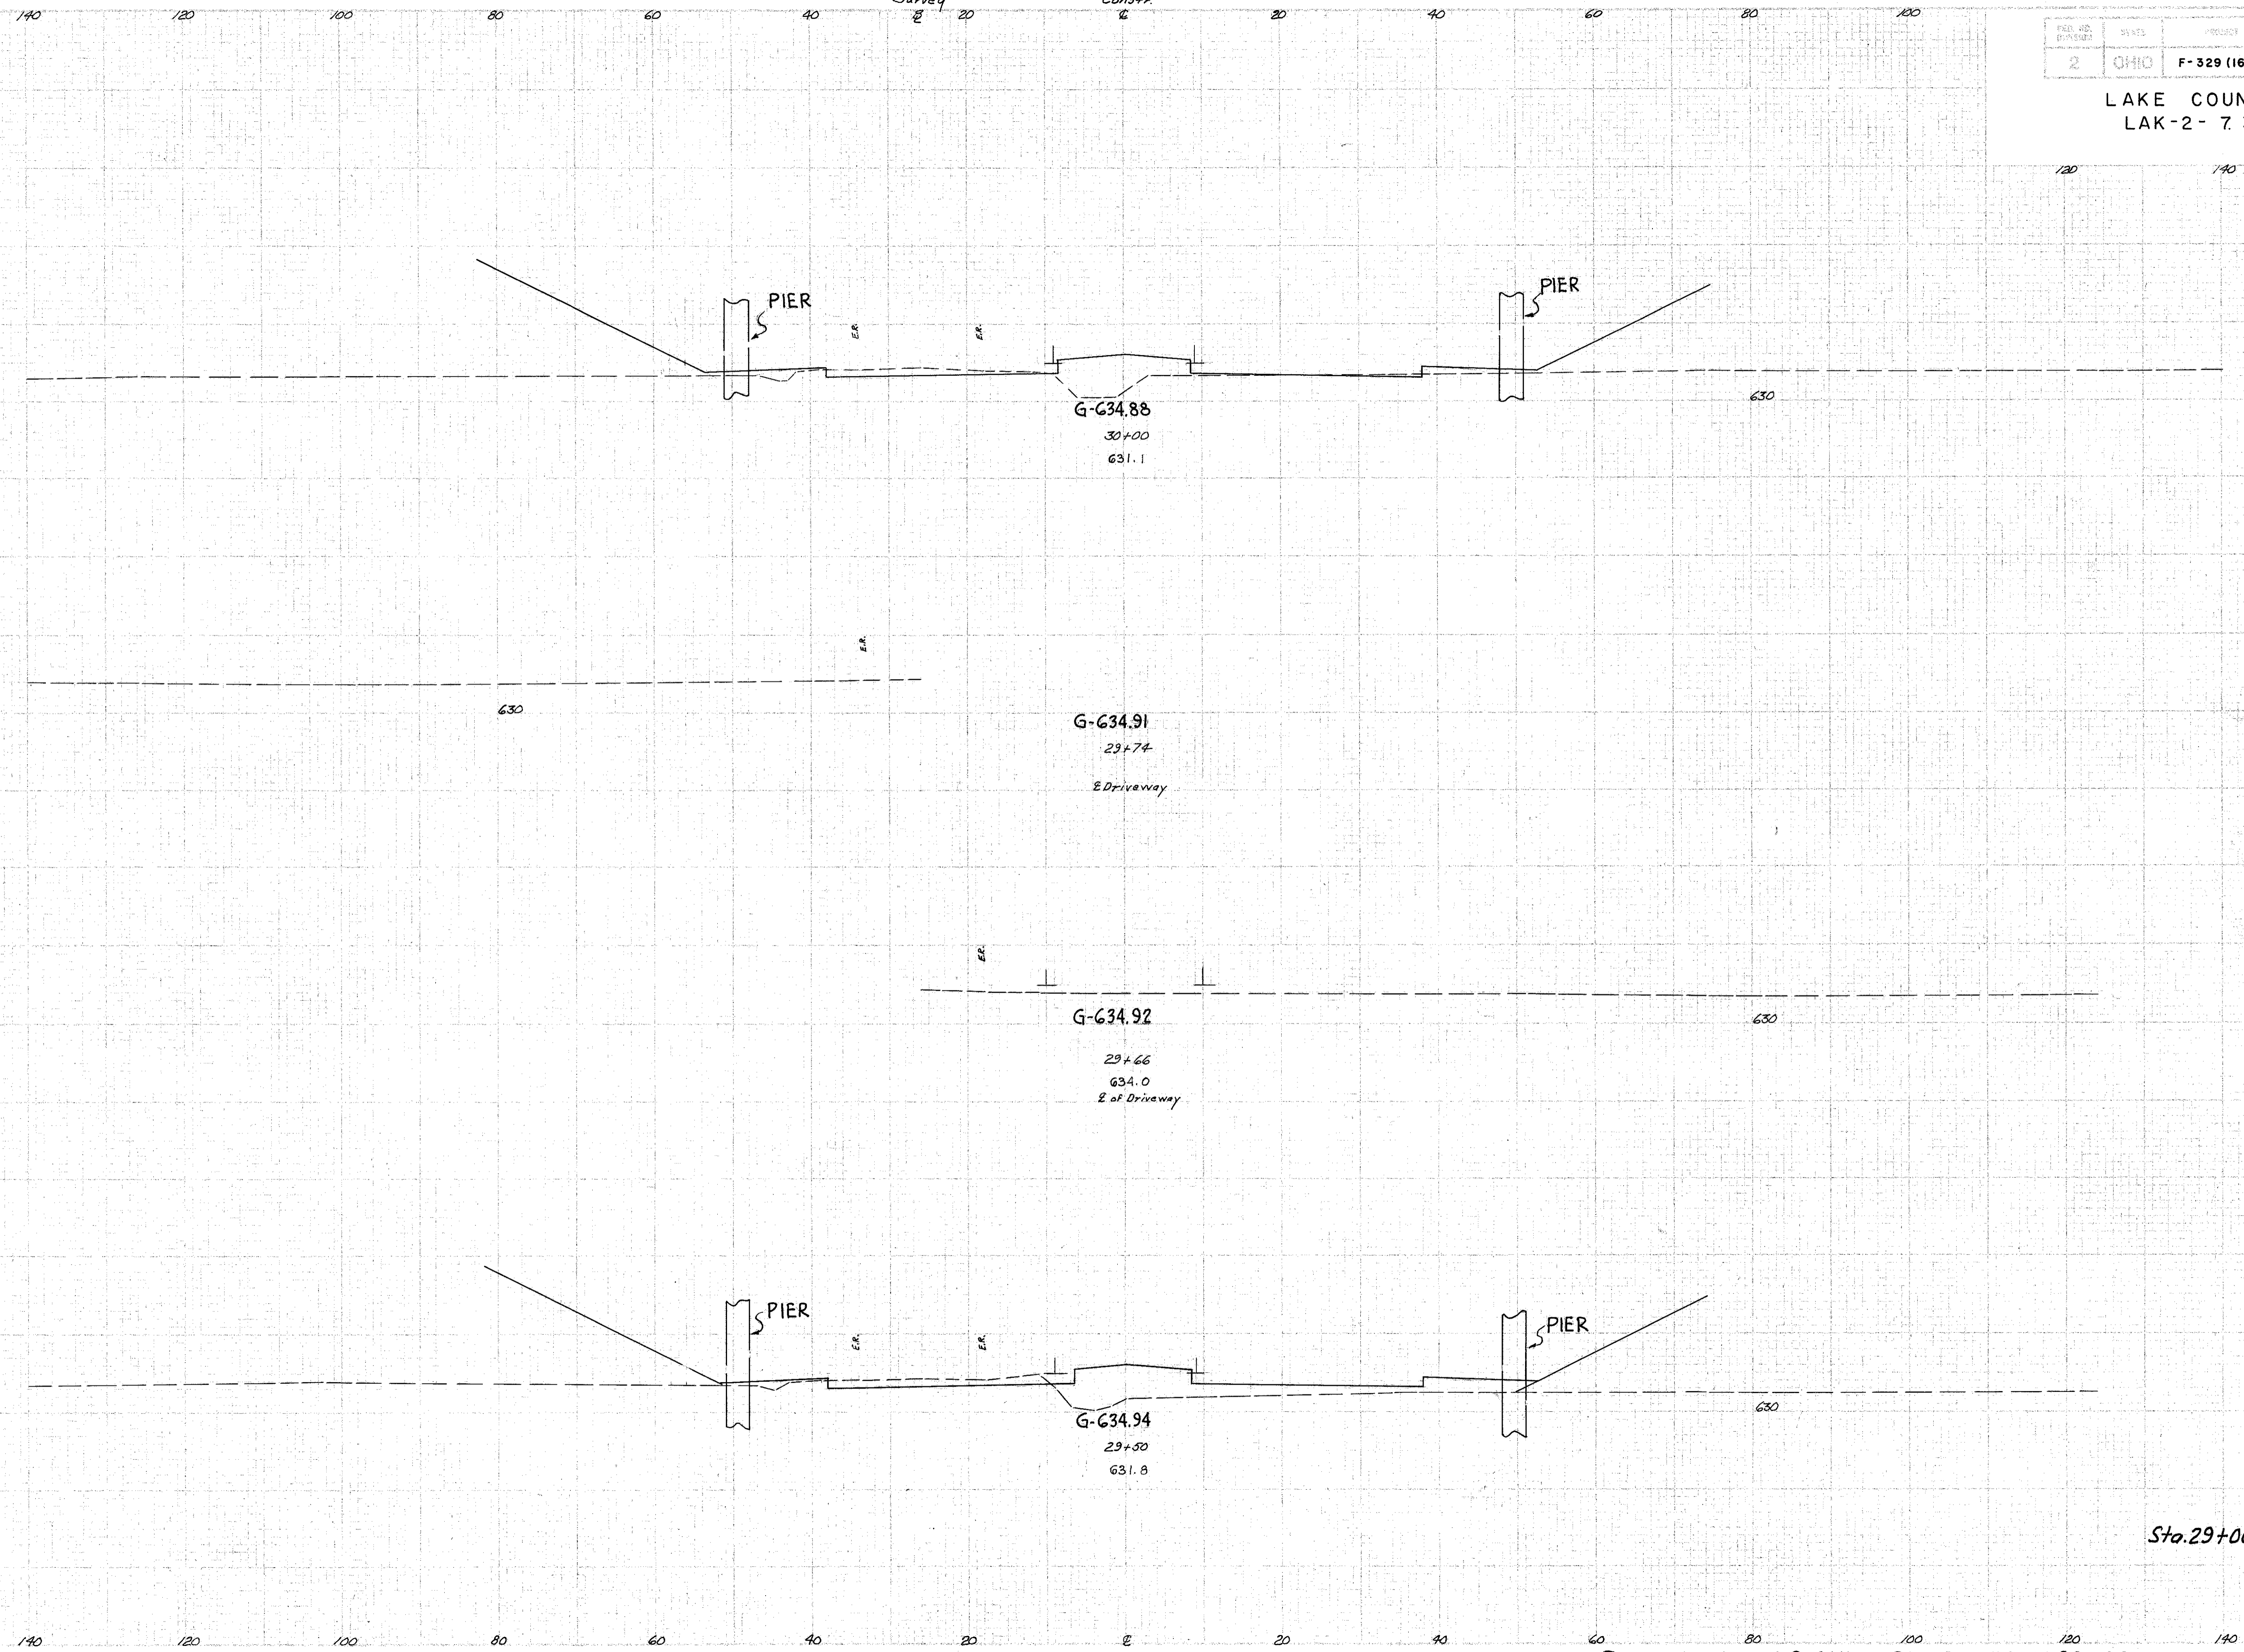 Survey Constr.
140 120 100 80 60 40 ℄ 20 ℄ 20 40 60 80 100
2 OHIO F-329 (16
LAKE COUN
LAK-2-7.
120 140
PIER PIER
E.R. E.R.
G-634.88 630
30+00
631.1
E.R.
630
G-634.91
29+74
℄ Driveway
E.R.
G-634.92 630
29+66
634.0
℄ of Driveway
PIER PIER
E.R. E.R.
630
G-634.94
29+50
631.8
Sta.29+00
140 120 100 80 60 40 20 ℄ 20 40 60 80 100 120 140